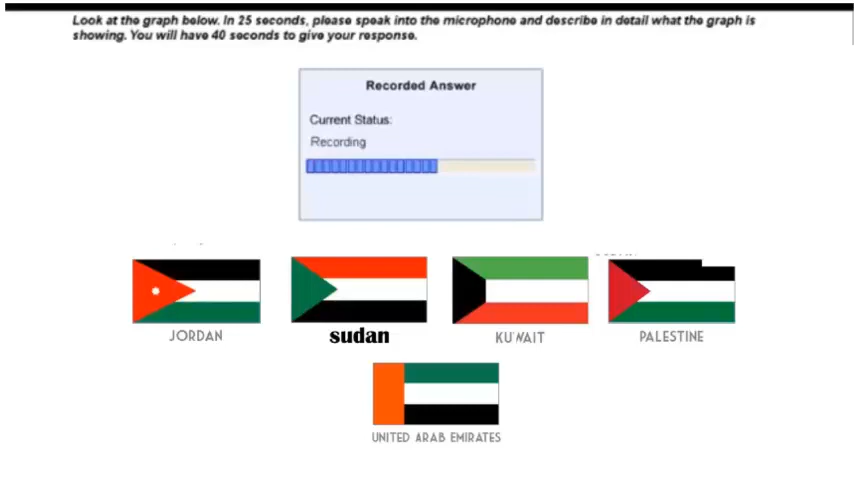 Look at the graph below. In 25 seconds, please speak into the microphone and describe in detail what the graph is
showing. You will have 40 seconds to give your response.
Recorded Answer
Current Status:
Recording
JORDAN
sudan
KUWAIT
PALESTINE
UNITED ARAB EMIRATES